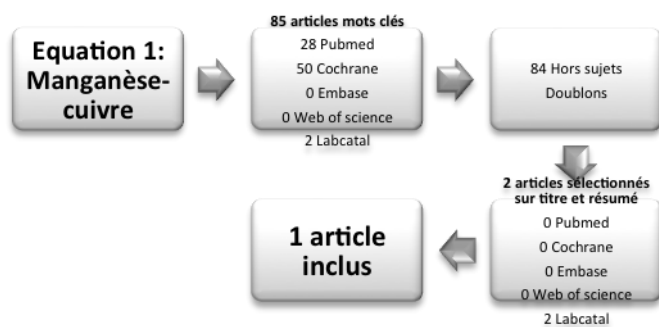 Equation 1:
Manganèse-
cuivre
85 articles mots clés
28 Pubmed
50 Cochrane
0 Embase
0 Web of science
2 Labcatal
84 Hors sujets
Doublons
2 articles sélectionnés
sur titre et résumé
0 Pubmed
0 Cochrane
0 Embase
0 Web of science
2 Labcatal
1 article
inclus